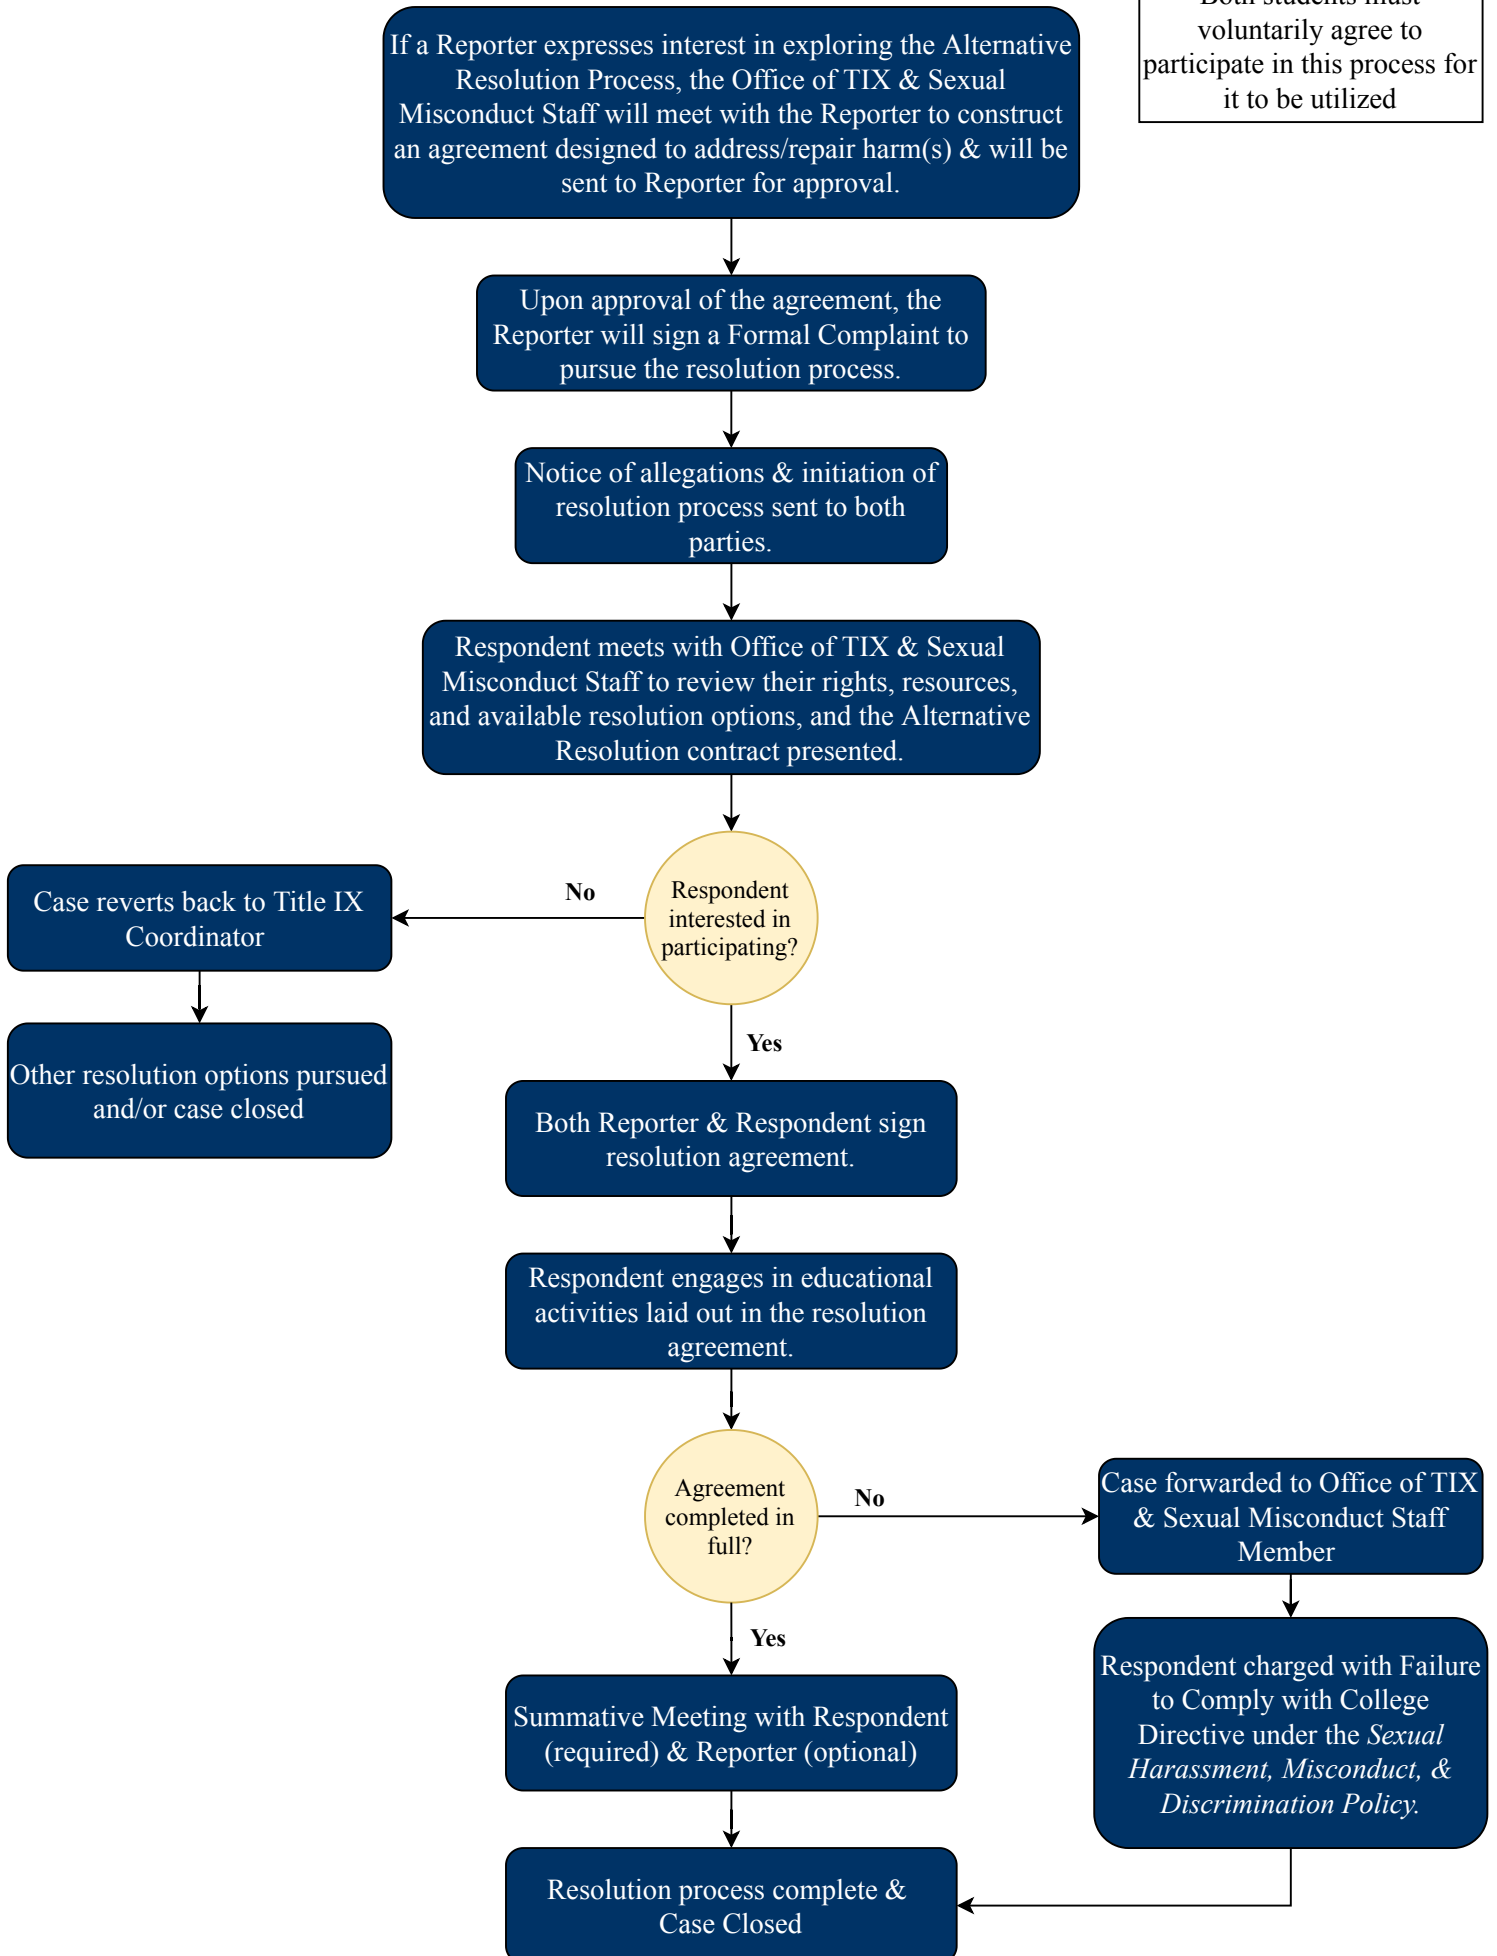 Both students must
voluntarily agree to
participate in this process for
it to be utilized
If a Reporter expresses interest in exploring the Alternative
Resolution Process, the Office of TIX & Sexual
Misconduct Staff will meet with the Reporter to construct
an agreement designed to address/repair harm(s) & will be
sent to Reporter for approval.
Upon approval of the agreement, the
Reporter will sign a Formal Complaint to
pursue the resolution process.
Notice of allegations & initiation of
resolution process sent to both
parties.
Respondent meets with Office of TIX & Sexual
Misconduct Staff to review their rights, resources,
and available resolution options, and the Alternative
Resolution contract presented.
Respondent
interested in
participating?
No
Case reverts back to Title IX
Coordinator
Other resolution options pursued
and/or case closed
Yes
Both Reporter & Respondent sign
resolution agreement.
Respondent engages in educational
activities laid out in the resolution
agreement.
Agreement
completed in
full?
No
Case forwarded to Office of TIX
& Sexual Misconduct Staff
Member
Respondent charged with Failure
to Comply with College
Directive under the Sexual
Harassment, Misconduct, &
Discrimination Policy.
Yes
Summative Meeting with Respondent
(required) & Reporter (optional)
Resolution process complete &
Case Closed